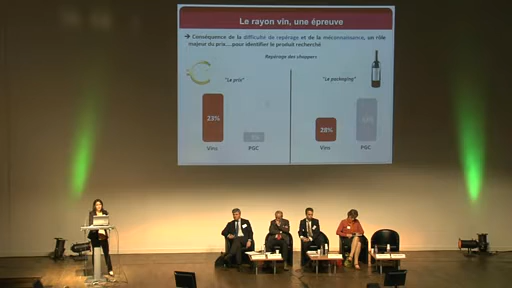 Le rayon vin, une épreuve
➔ Conséquence de la difficulté de repérage et de la méconnaissance, un rôle
majeur du prix....pour identifier le produit recherché
Repérage des shoppers
"Le prix"
"Le packaging"
23%
28%
Vins
PGC
Vins
PGC